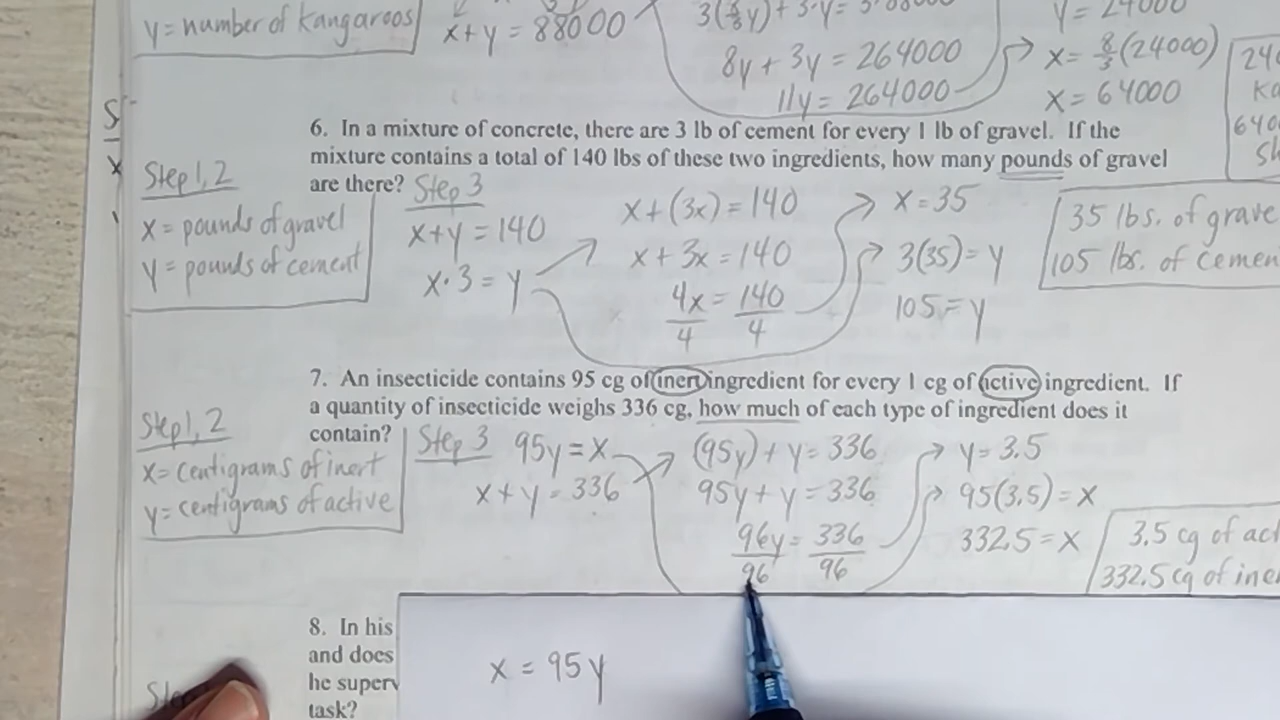 y = number of kangaroos
x+y = 88000
8y + 3y = 264000
11y = 264000
y = 24000
x = 8/3 (24000)
x = 64000
6. In a mixture of concrete, there are 3 lb of cement for every 1 lb of gravel. If the
mixture contains a total of 140 lbs of these two ingredients, how many pounds of gravel
are there?
Step 1, 2
x = pounds of gravel
y = pounds of cement
Step 3
x+y = 140
x·3 = y
x+(3x) = 140
x + 3x = 140
4x = 140
4 4
x = 35
3(35) = y
105 = y
35 lbs. of grave
105 lbs. of cemen
7. An insecticide contains 95 cg of inert ingredient for every 1 cg of active ingredient. If
a quantity of insecticide weighs 336 cg, how much of each type of ingredient does it
contain?
Step 1, 2
x = centigrams of inert
y = centigrams of active
Step 3
95y = x
x + y = 336
(95y) + y = 336
95y + y = 336
96y = 336
96 96
y = 3.5
95(3.5) = x
332.5 = x
3.5 cg of act
332.5 cg of iner
8. In his
and does
he superv
task?
x = 95y